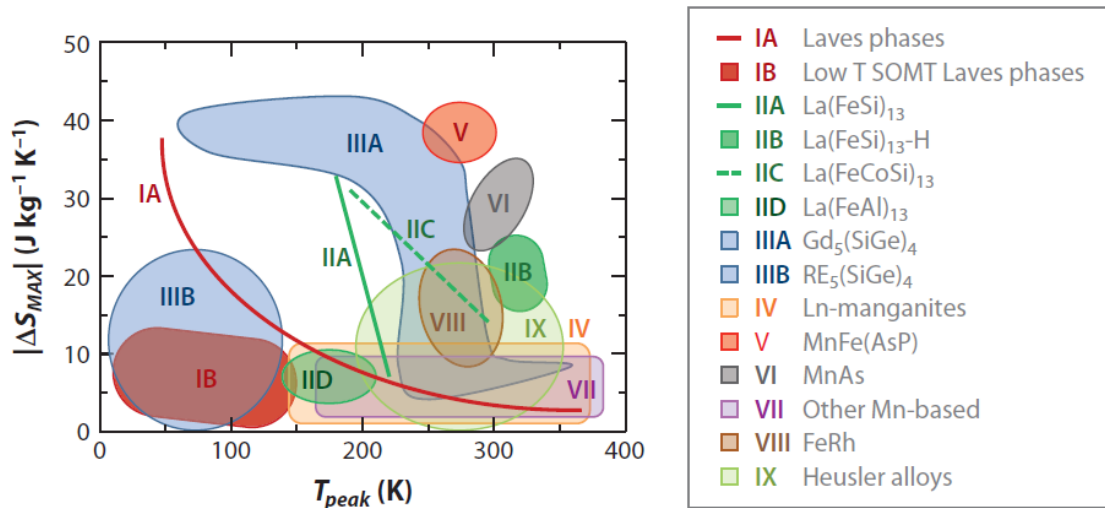 50
40
30
20
10
0
|ΔS_MAX| (J kg⁻¹ K⁻¹)
0
100
200
300
400
T_peak (K)
IA
IIIA
V
VI
IIC
IIA
IIB
IIIB
VIII
IX
IV
IB
IID
VII
IA Laves phases
IB Low T SOMT Laves phases
IIA La(FeSi)₁₃
IIB La(FeSi)₁₃-H
IIC La(FeCoSi)₁₃
IID La(FeAl)₁₃
IIIA Gd₅(SiGe)₄
IIIB RE₅(SiGe)₄
IV Ln-manganites
V MnFe(AsP)
VI MnAs
VII Other Mn-based
VIII FeRh
IX Heusler alloys